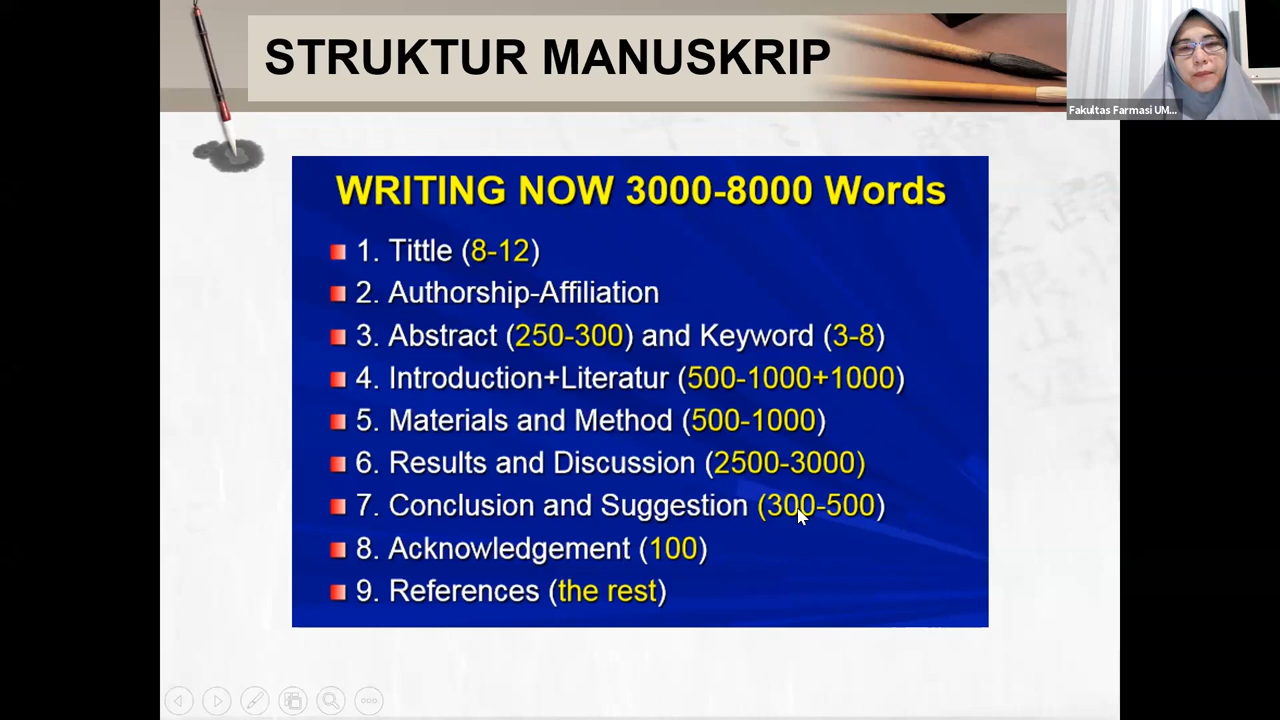 STRUKTUR MANUSKRIP
Fakultas Farmasi UM...
WRITING NOW 3000-8000 Words
1. Tittle (8-12)
2. Authorship-Affiliation
3. Abstract (250-300) and Keyword (3-8)
4. Introduction+Literatur (500-1000+1000)
5. Materials and Method (500-1000)
6. Results and Discussion (2500-3000)
7. Conclusion and Suggestion (300-500)
8. Acknowledgement (100)
9. References (the rest)